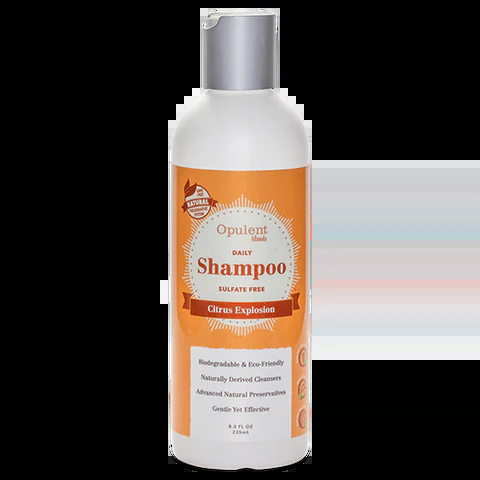 NATURAL
Opulent
blends
DAILY
Shampoo
SULFATE FREE
Citrus Explosion
Biodegradable & Eco-Friendly
Naturally Derived Cleansers
Advanced Natural Preservatives
Gentle Yet Effective
8.0 FL OZ
235mL